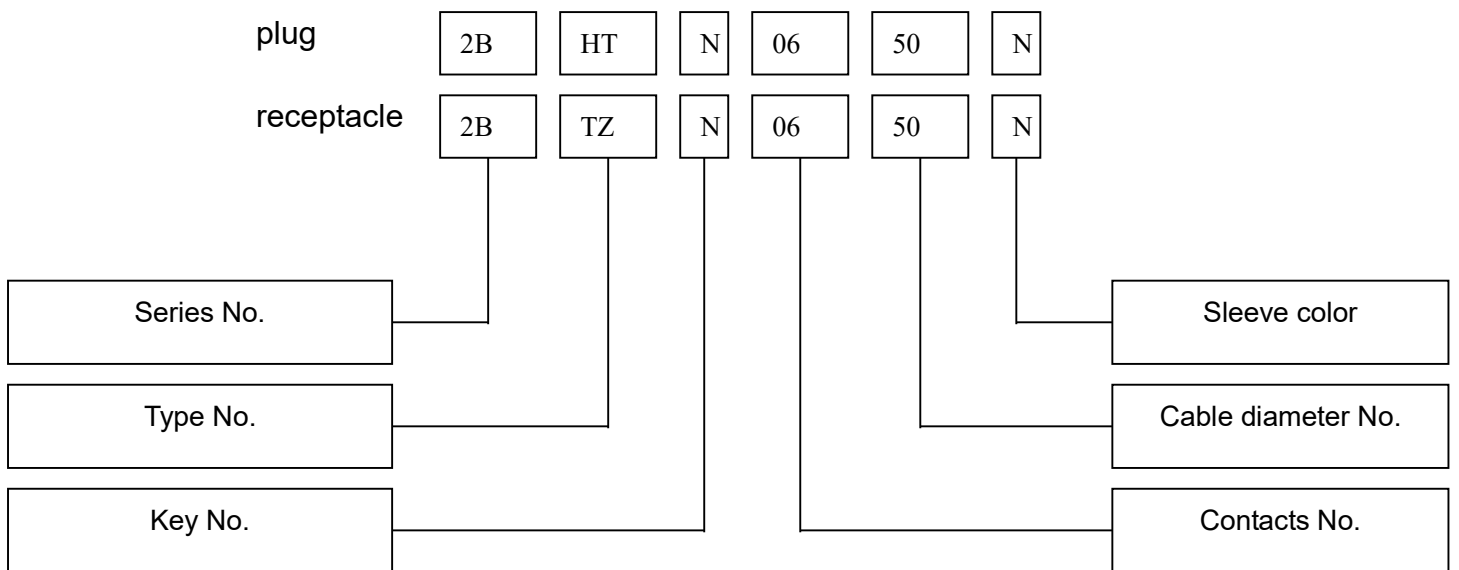 plug 2B HT N 06 50 N
receptacle 2B TZ N 06 50 N
Series No. Sleeve color
Type No. Cable diameter No.
Key No. Contacts No.